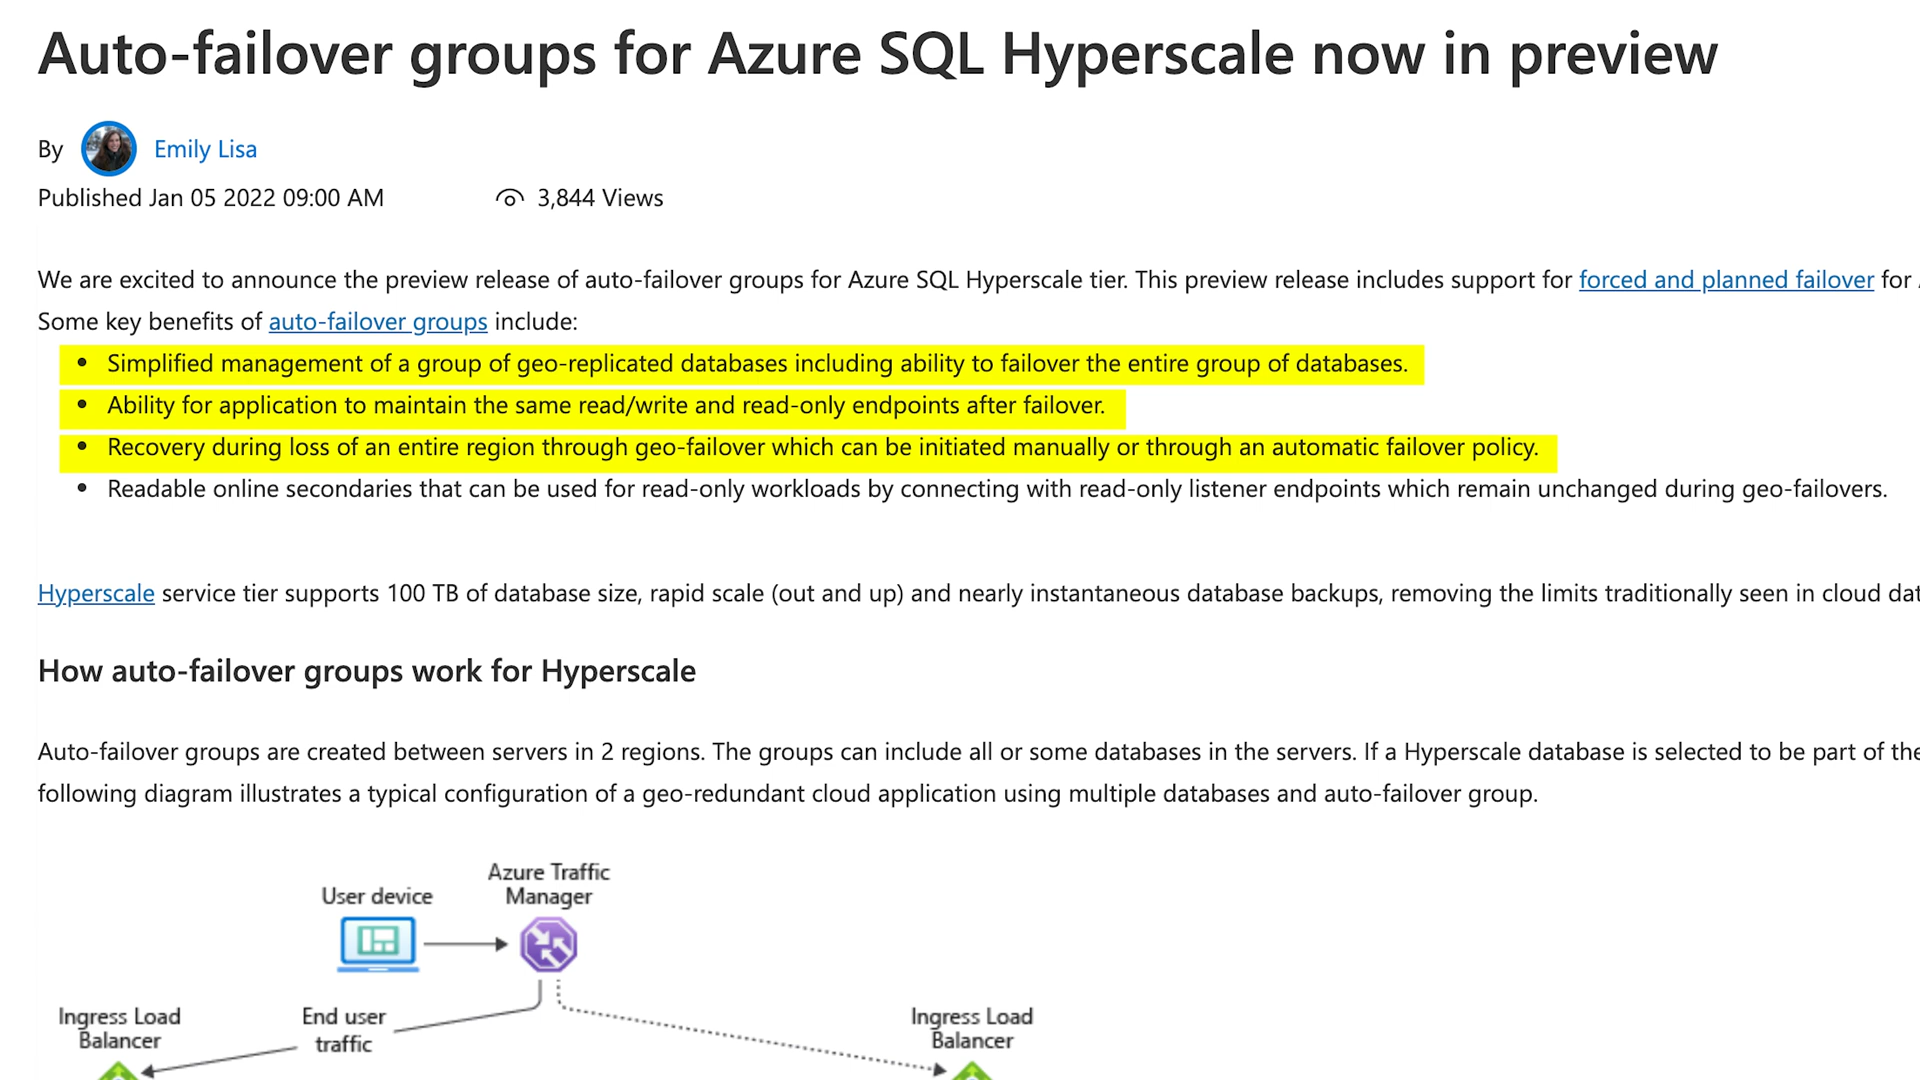 Auto-failover groups for Azure SQL Hyperscale now in preview
By Emily Lisa
Published Jan 05 2022 09:00 AM 3,844 Views
We are excited to announce the preview release of auto-failover groups for Azure SQL Hyperscale tier. This preview release includes support for forced and planned failover for
Some key benefits of auto-failover groups include:
• Simplified management of a group of geo-replicated databases including ability to failover the entire group of databases.
• Ability for application to maintain the same read/write and read-only endpoints after failover.
• Recovery during loss of an entire region through geo-failover which can be initiated manually or through an automatic failover policy.
• Readable online secondaries that can be used for read-only workloads by connecting with read-only listener endpoints which remain unchanged during geo-failovers.
Hyperscale service tier supports 100 TB of database size, rapid scale (out and up) and nearly instantaneous database backups, removing the limits traditionally seen in cloud
How auto-failover groups work for Hyperscale
Auto-failover groups are created between servers in 2 regions. The groups can include all or some databases in the servers. If a Hyperscale database is selected to be part of the
following diagram illustrates a typical configuration of a geo-redundant cloud application using multiple databases and auto-failover group.
User device
Azure Traffic
Manager
Ingress Load
Balancer
End user
traffic
Ingress Load
Balancer